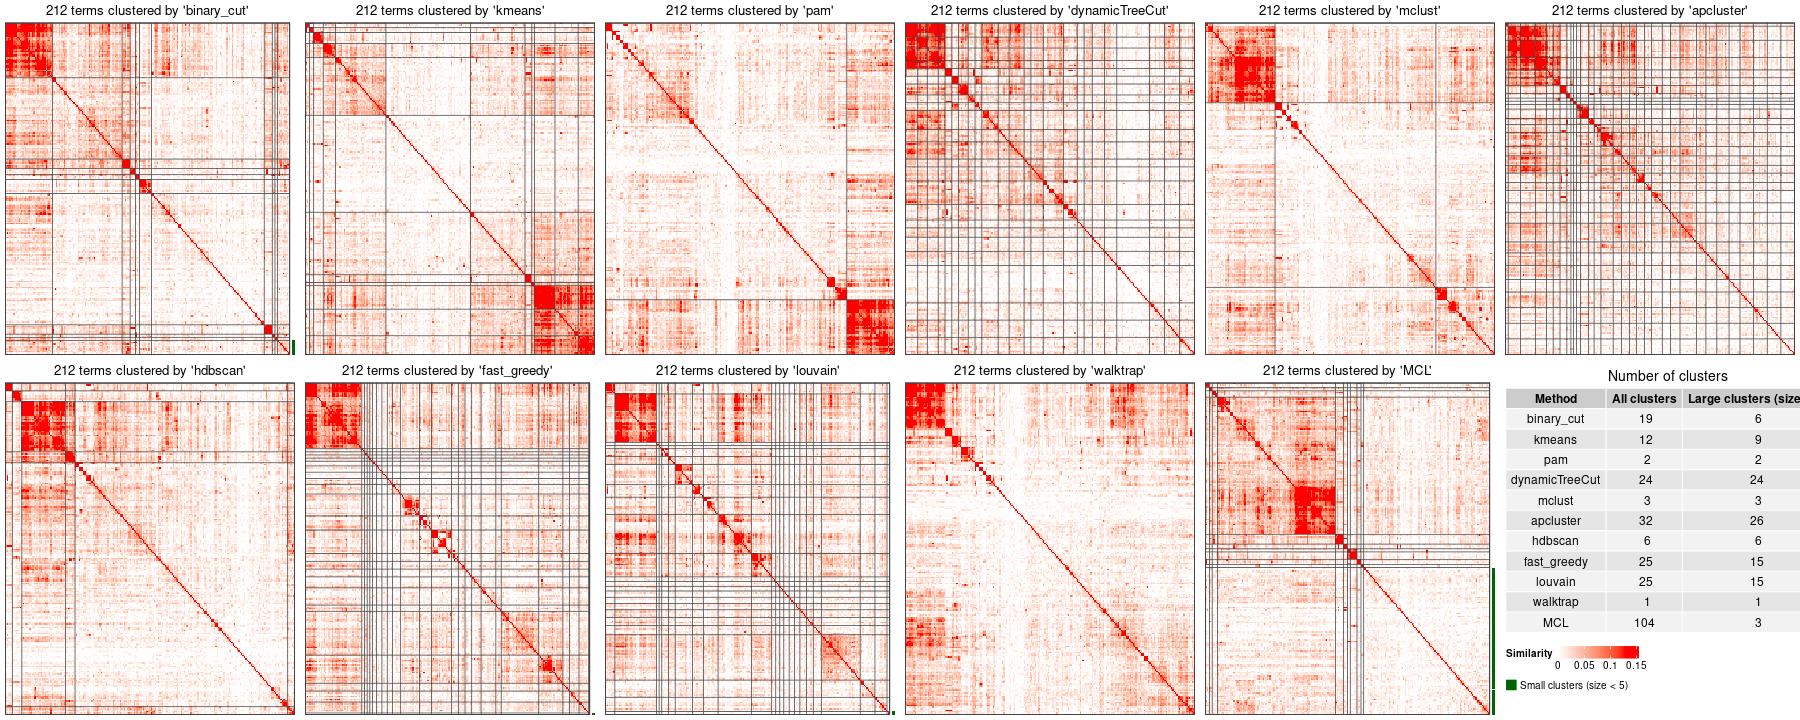 212 terms clustered by 'binary_cut'
212 terms clustered by 'kmeans'
212 terms clustered by 'pam'
212 terms clustered by 'dynamicTreeCut'
212 terms clustered by 'mclust'
212 terms clustered by 'apcluster'
212 terms clustered by 'hdbscan'
212 terms clustered by 'fast_greedy'
212 terms clustered by 'louvain'
212 terms clustered by 'walktrap'
212 terms clustered by 'MCL'
Number of clusters
Method All clusters Large clusters (size
binary_cut 19 6
kmeans 12 9
pam 2 2
dynamicTreeCut 24 24
mclust 3 3
apcluster 32 26
hdbscan 6 6
fast_greedy 25 15
louvain 25 15
walktrap 1 1
MCL 104 3
Similarity
0 0.05 0.1 0.15
Small clusters (size < 5)